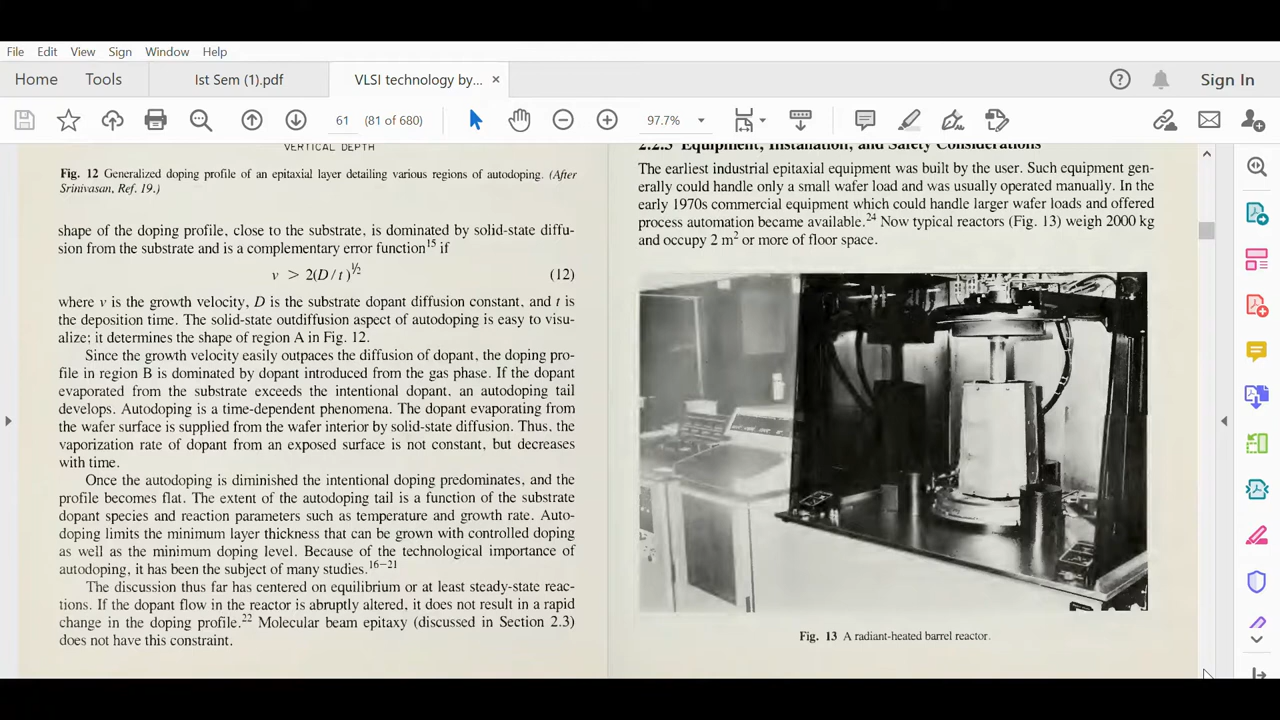 File Edit View Sign Window Help
Home Tools Ist Sem (1).pdf VLSI technology by... × Sign In
61 (81 of 680) 97.7%
VERTICAL DEPTH
Fig. 12 Generalized doping profile of an epitaxial layer detailing various regions of autodoping. (After
Srinivasan, Ref. 19.)
shape of the doping profile, close to the substrate, is dominated by solid-state diffu-
sion from the substrate and is a complementary error function15 if
v > 2(D/t)½ (12)
where v is the growth velocity, D is the substrate dopant diffusion constant, and t is
the deposition time. The solid-state outdiffusion aspect of autodoping is easy to visu-
alize; it determines the shape of region A in Fig. 12.
Since the growth velocity easily outpaces the diffusion of dopant, the doping pro-
file in region B is dominated by dopant introduced from the gas phase. If the dopant
evaporated from the substrate exceeds the intentional dopant, an autodoping tail
develops. Autodoping is a time-dependent phenomena. The dopant evaporating from
the wafer surface is supplied from the wafer interior by solid-state diffusion. Thus, the
vaporization rate of dopant from an exposed surface is not constant, but decreases
with time.
Once the autodoping is diminished the intentional doping predominates, and the
profile becomes flat. The extent of the autodoping tail is a function of the substrate
dopant species and reaction parameters such as temperature and growth rate. Auto-
doping limits the minimum layer thickness that can be grown with controlled doping
as well as the minimum doping level. Because of the technological importance of
autodoping, it has been the subject of many studies.16–21
The discussion thus far has centered on equilibrium or at least steady-state reac-
tions. If the dopant flow in the reactor is abruptly altered, it does not result in a rapid
change in the doping profile.22 Molecular beam epitaxy (discussed in Section 2.3)
does not have this constraint.
2.2.3 Equipment, Installation, and Safety Considerations
The earliest industrial epitaxial equipment was built by the user. Such equipment gen-
erally could handle only a small wafer load and was usually operated manually. In the
early 1970s commercial equipment which could handle larger wafer loads and offered
process automation became available.24 Now typical reactors (Fig. 13) weigh 2000 kg
and occupy 2 m2 or more of floor space.
Fig. 13 A radiant-heated barrel reactor.